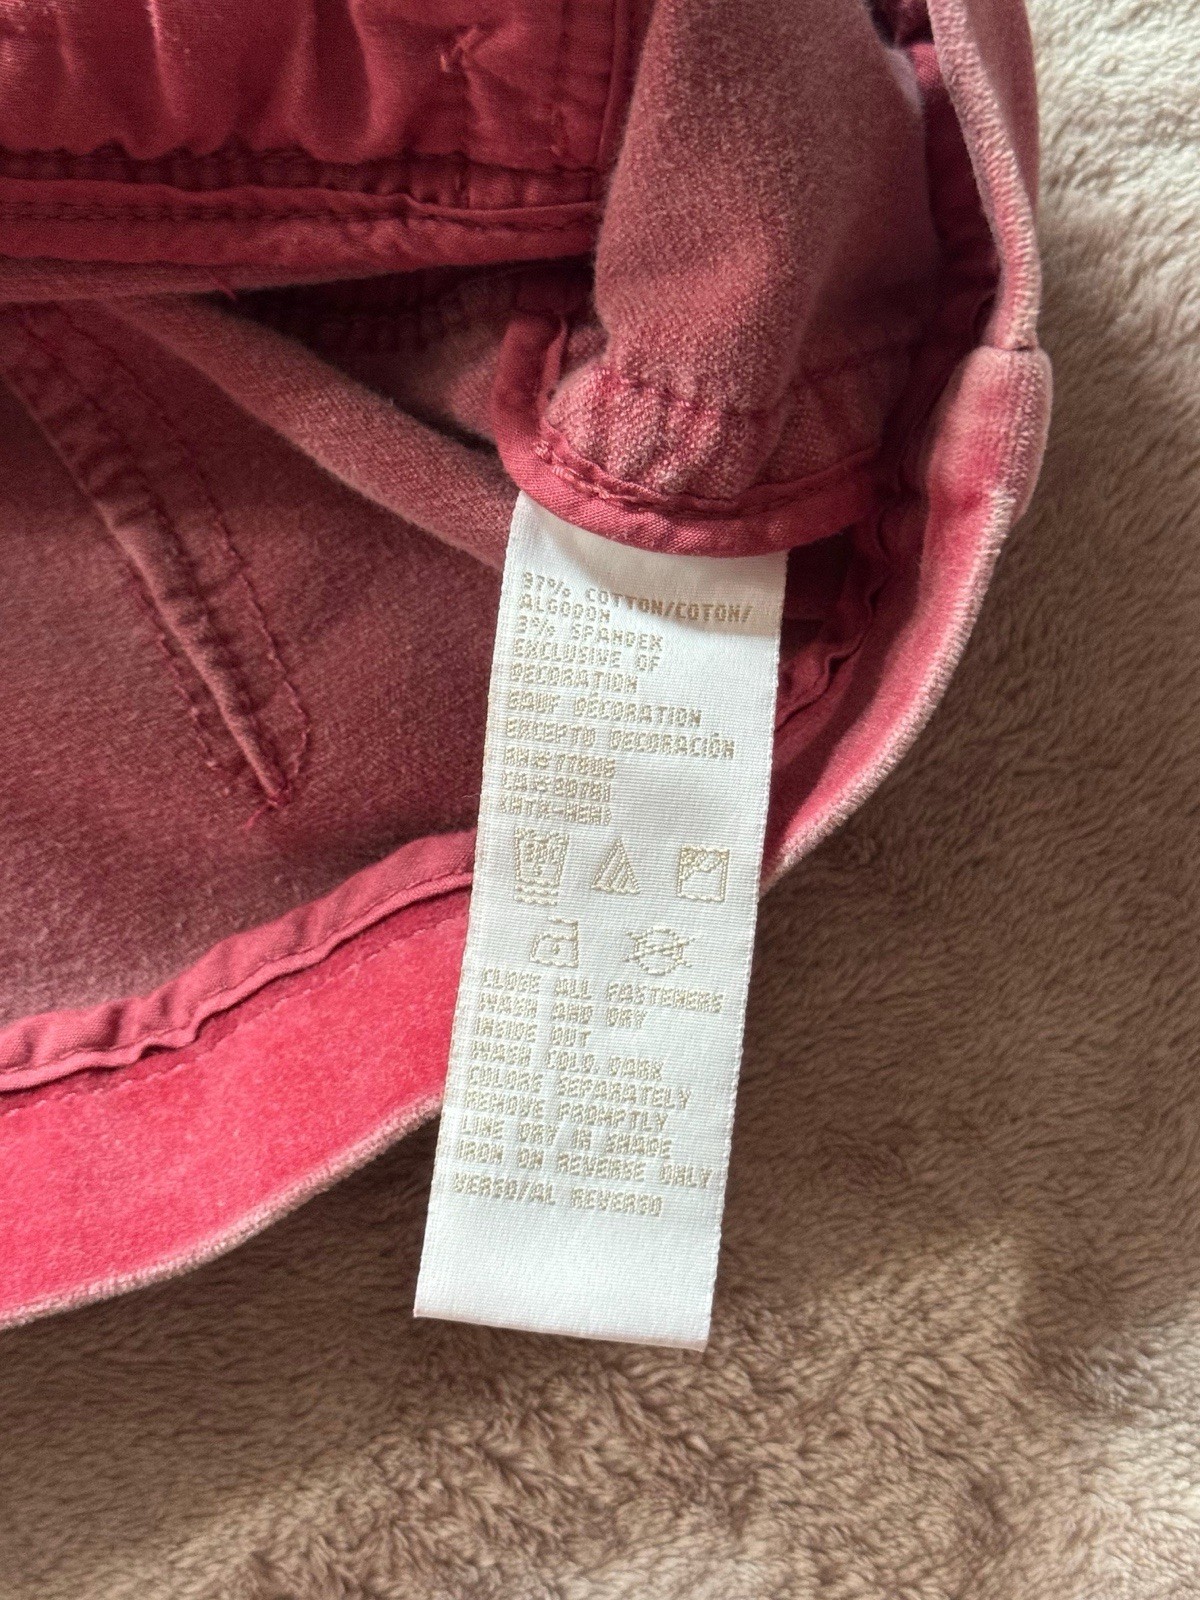 97% COTTON/COTON/
ALGODON
3% SPANDEX
EXCLUSIVE OF
DECORATION
SAUF DÉCORATION
EXCEPTO DECORACIÓN
CLOSE ALL FASTENERS
WASH AND DRY
INSIDE OUT
WASH COLD, DARK
COLORS SEPARATELY
REMOVE PROMPTLY
LINE DRY IN SHADE
IRON ON REVERSE ONLY
VERSO/AL REVERSO